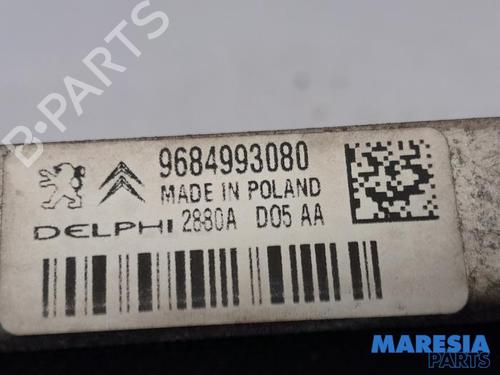 B-PARTS
9684993080
MADE IN POLAND
DELPHI 2880A D05 AA
MARESIA
PARTS